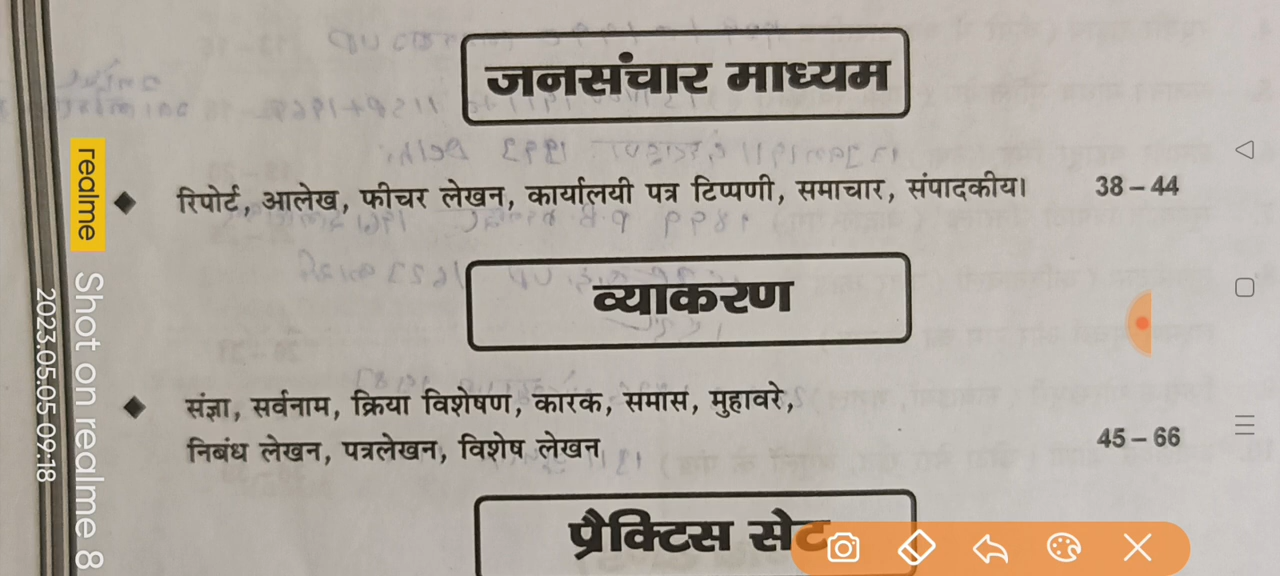 जनसंचार माध्यम
रिपोर्ट, आलेख, फीचर लेखन, कार्यालयी पत्र टिप्पणी, समाचार, संपादकीय। 38 – 44
व्याकरण
संज्ञा, सर्वनाम, क्रिया विशेषण, कारक, समास, मुहावरे,
निबंध लेखन, पत्रलेखन, विशेष लेखन 45 – 66
प्रैक्टिस सेट
realme Shot on realme 8
2023.05.05 09:18